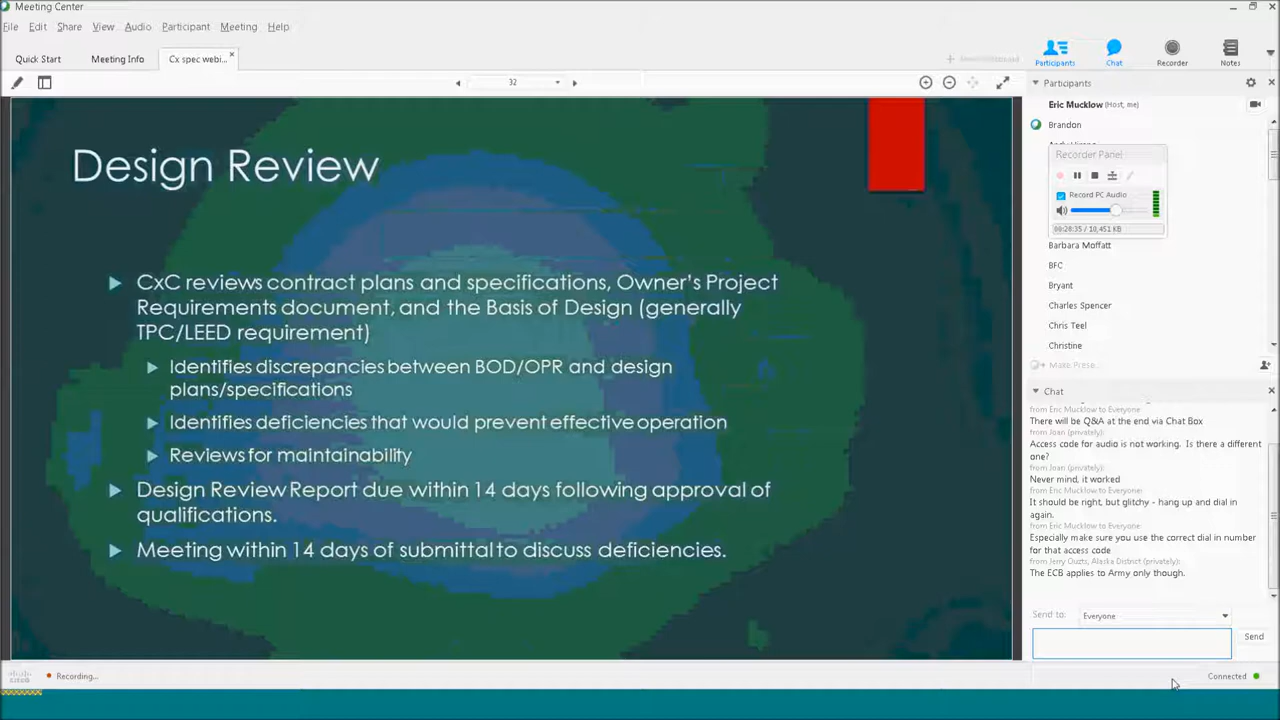 Meeting Center
File Edit Share View Audio Participant Meeting Help
Quick Start Meeting Info Cx spec webi...
Participants Chat Recorder Notes
32
Design Review
CxC reviews contract plans and specifications, Owner's Project
Requirements document, and the Basis of Design (generally
TPC/LEED requirement)
Identifies discrepancies between BOD/OPR and design
plans/specifications
Identifies deficiencies that would prevent effective operation
Reviews for maintainability
Design Review Report due within 14 days following approval of
qualifications.
Meeting within 14 days of submittal to discuss deficiencies.
Participants
Eric Mucklow (Host, me)
Brandon
Recorder Panel
Record PC Audio
00:28:35 / 10,451 KB
Barbara Moffatt
BFC
Bryant
Charles Spencer
Chris Teel
Christine
Make Prese...
Chat
from Eric Mucklow to Everyone:
There will be Q&A at the end via Chat Box
from Joan (privately):
Access code for audio is not working. Is there a different
one?
from Joan (privately):
Never mind, it worked
from Eric Mucklow to Everyone:
It should be right, but glitchy - hang up and dial in
again.
from Eric Mucklow to Everyone:
Especially make sure you use the correct dial in number
for that access code
from Jerry Ouzts, Alaska District (privately):
The ECB applies to Army only though.
Send to: Everyone
Send
Recording...
Connected